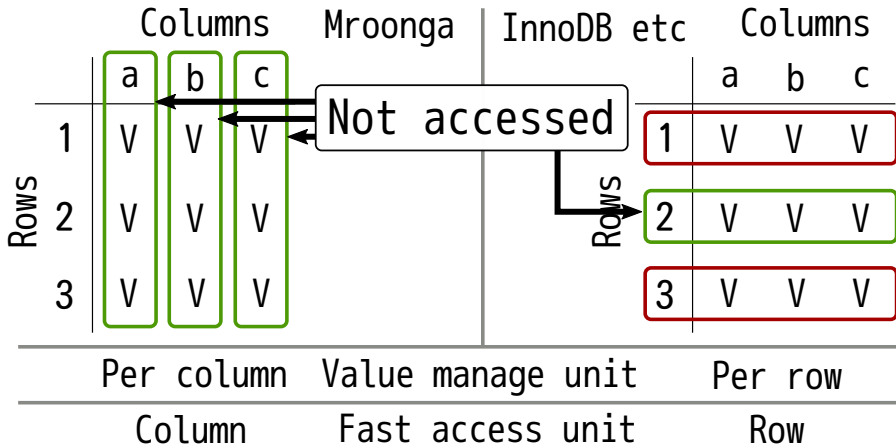 Columns Mroonga InnoDB etc Columns
a b c a b c
Not accessed
1 V V V 1 V V V
Rows 2 V V V Rows 2 V V V
3 V V V 3 V V V
Per column Value manage unit Per row
Column Fast access unit Row